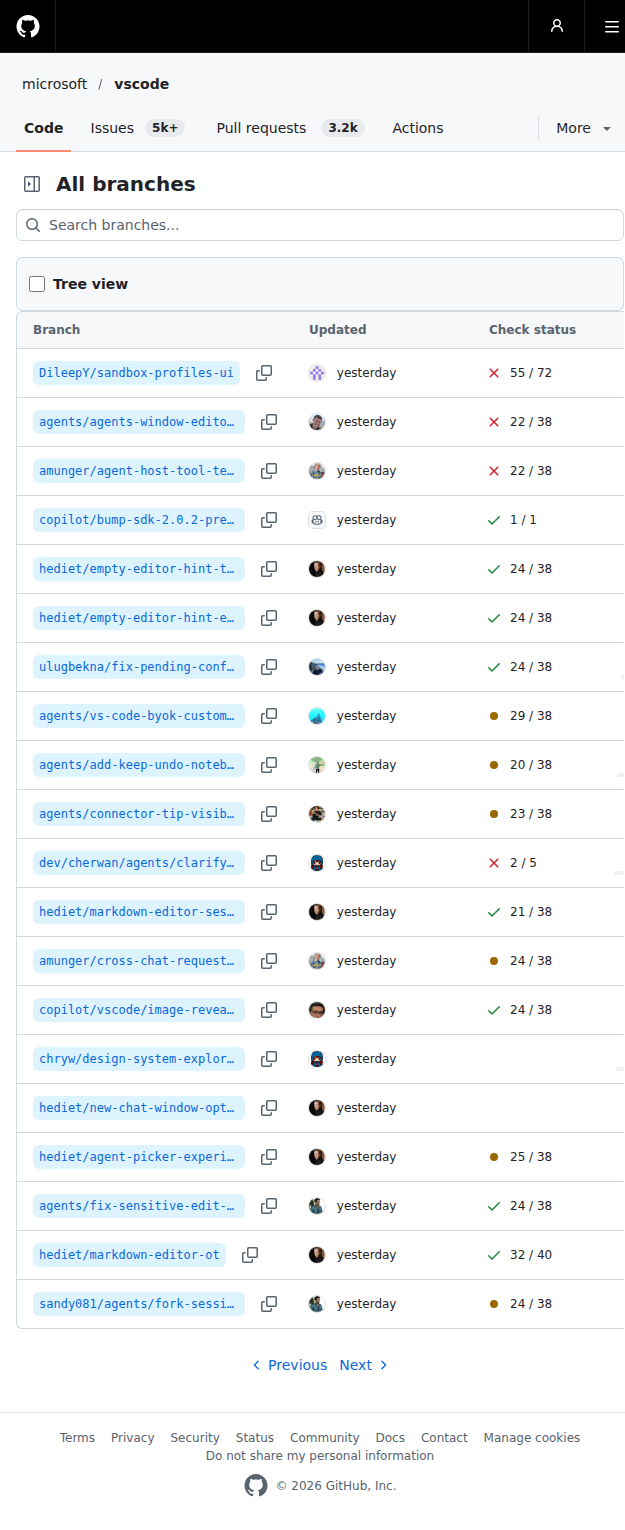 microsoft / vscode
Code Issues 5k+ Pull requests 3.2k Actions More
All branches
Search branches...
Tree view
Branch Updated Check status
DileepY/sandbox-profiles-ui yesterday 55 / 72
agents/agents-window-edito… yesterday 22 / 38
amunger/agent-host-tool-te… yesterday 22 / 38
copilot/bump-sdk-2.0.2-pre… yesterday 1 / 1
hediet/empty-editor-hint-t… yesterday 24 / 38
hediet/empty-editor-hint-e… yesterday 24 / 38
ulugbekna/fix-pending-conf… yesterday 24 / 38
agents/vs-code-byok-custom… yesterday 29 / 38
agents/add-keep-undo-noteb… yesterday 20 / 38
agents/connector-tip-visib… yesterday 23 / 38
dev/cherwan/agents/clarify… yesterday 2 / 5
hediet/markdown-editor-ses… yesterday 21 / 38
amunger/cross-chat-request… yesterday 24 / 38
copilot/vscode/image-revea… yesterday 24 / 38
chryw/design-system-explor… yesterday
hediet/new-chat-window-opt… yesterday
hediet/agent-picker-experi… yesterday 25 / 38
agents/fix-sensitive-edit-… yesterday 24 / 38
hediet/markdown-editor-ot yesterday 32 / 40
sandy081/agents/fork-sessi… yesterday 24 / 38
Previous Next
Terms Privacy Security Status Community Docs Contact Manage cookies
Do not share my personal information
© 2026 GitHub, Inc.